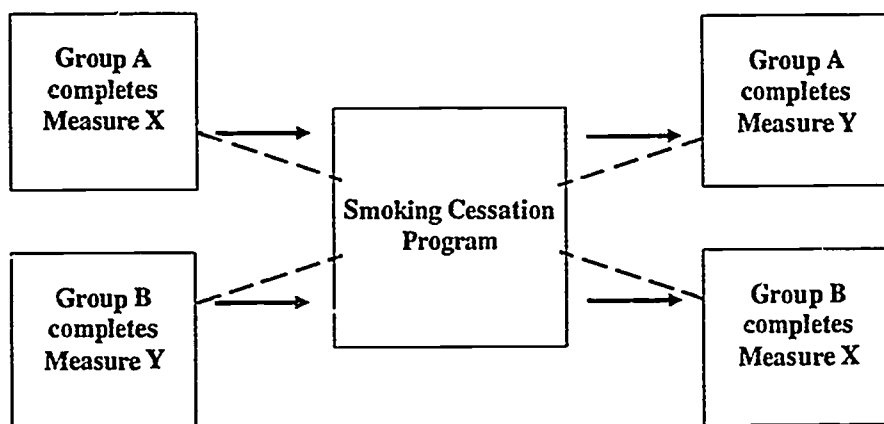 Group A
completes
Measure X
Group A
completes
Measure Y
Smoking Cessation
Program
Group B
completes
Measure Y
Group B
completes
Measure X